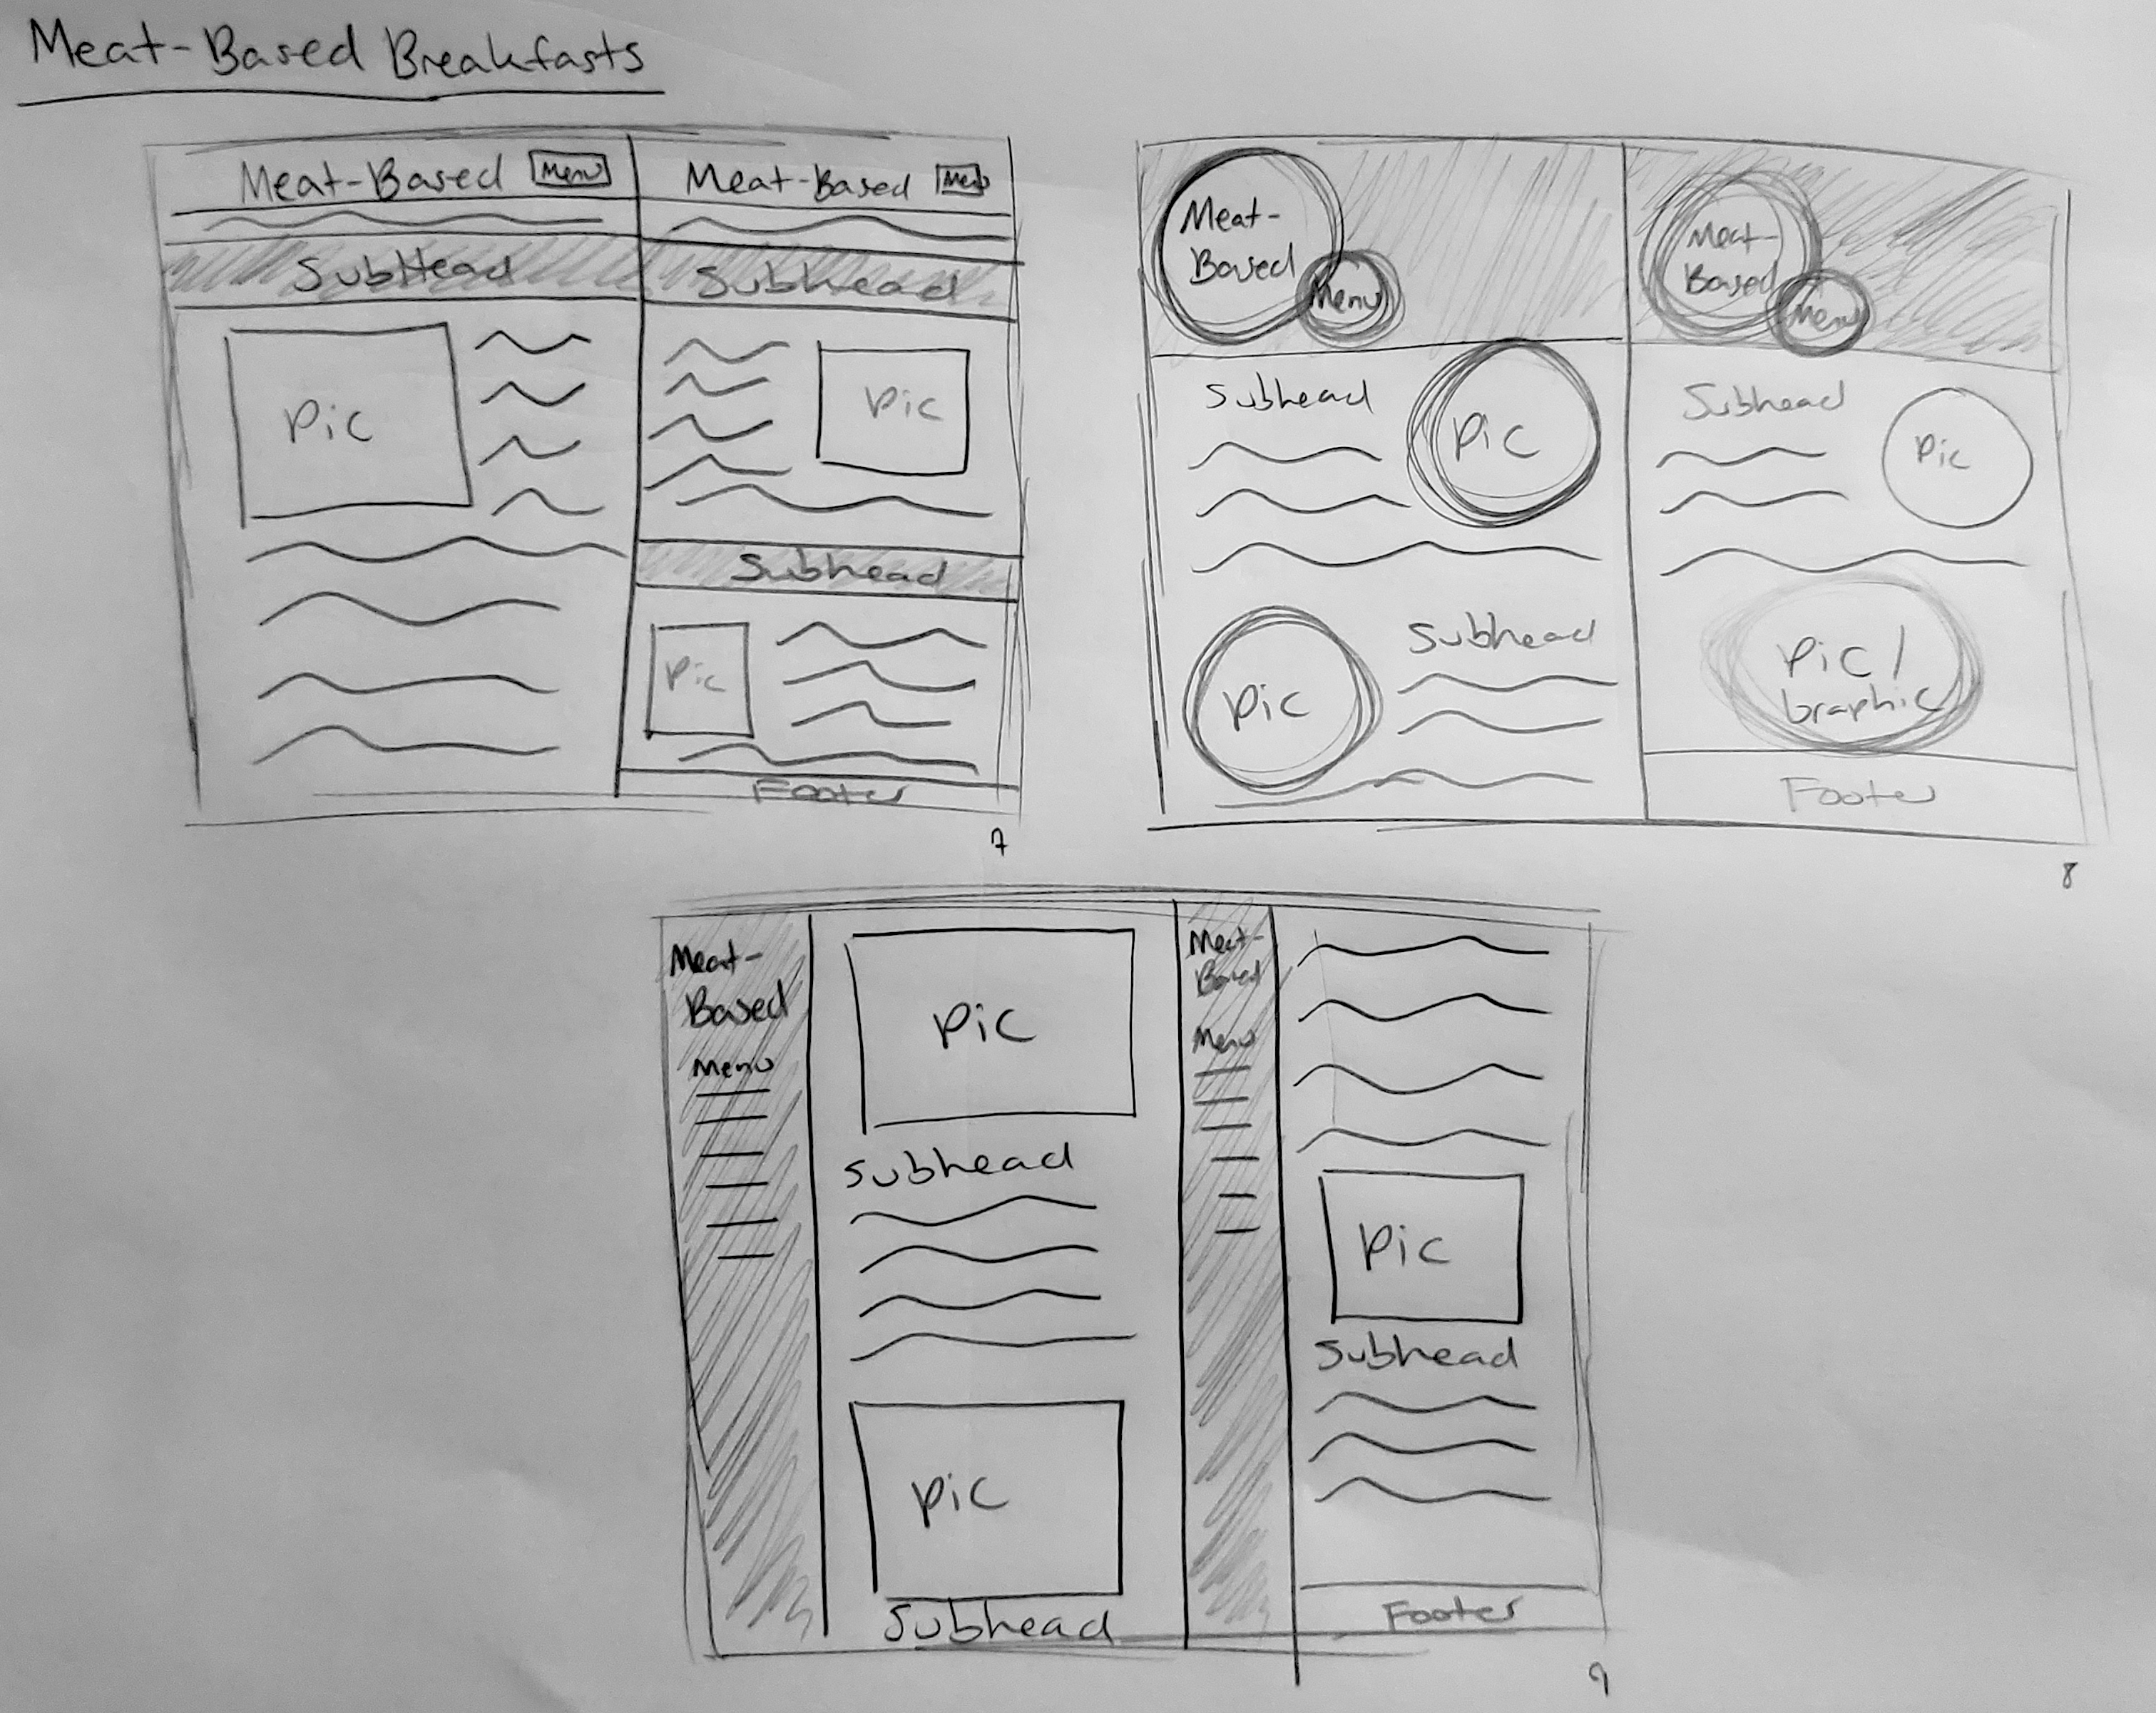 Meat-Based Breakfasts
Meat-Based Menu
SubHead
Pic
Meat-Based Menu
Subhead
Pic
Subhead
Pic
Footer
7
Meat-
Based
Menu
Subhead
Pic
Pic
Subhead
Meat-
Based
Menu
Subhead
Pic
Pic /
Graphic
Footer
8
Meat-
Based
Menu
Pic
Subhead
Pic
Subhead
Meat-
Based
Menu
Pic
Subhead
Footer
9